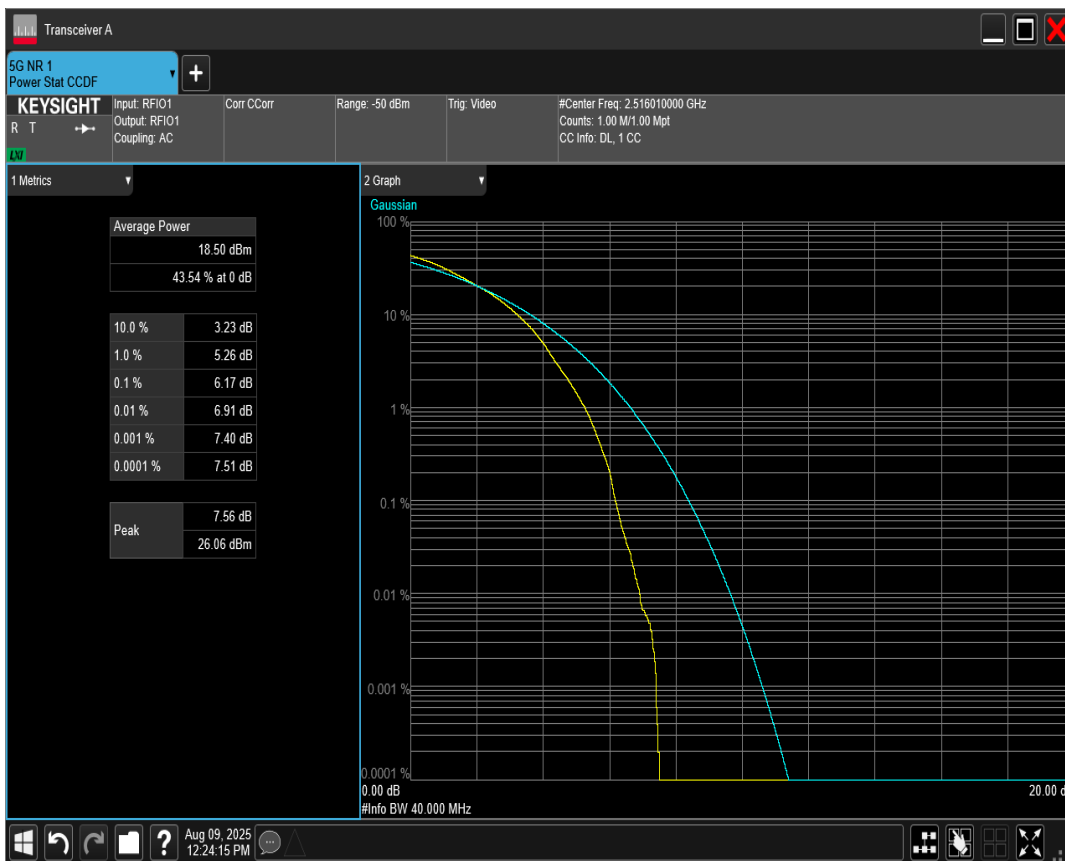 Transceiver A
5G NR 1
Power Stat CCDF
+
KEYSIGHT
R T
LXI
Input: RFIO1
Output: RFIO1
Coupling: AC
Corr CCorr
Range: -50 dBm
Trig: Video
#Center Freq: 2.516010000 GHz
Counts: 1.00 M/1.00 Mpt
CC Info: DL, 1 CC
1 Metrics
Average Power
18.50 dBm
43.54 % at 0 dB
10.0 % 3.23 dB
1.0 % 5.26 dB
0.1 % 6.17 dB
0.01 % 6.91 dB
0.001 % 7.40 dB
0.0001 % 7.51 dB
Peak
7.56 dB
26.06 dBm
2 Graph
Gaussian
100 %
10 %
1 %
0.1 %
0.01 %
0.001 %
0.0001 %
0.00 dB 20.00 d
#Info BW 40.000 MHz
?
Aug 09, 2025
12:24:15 PM